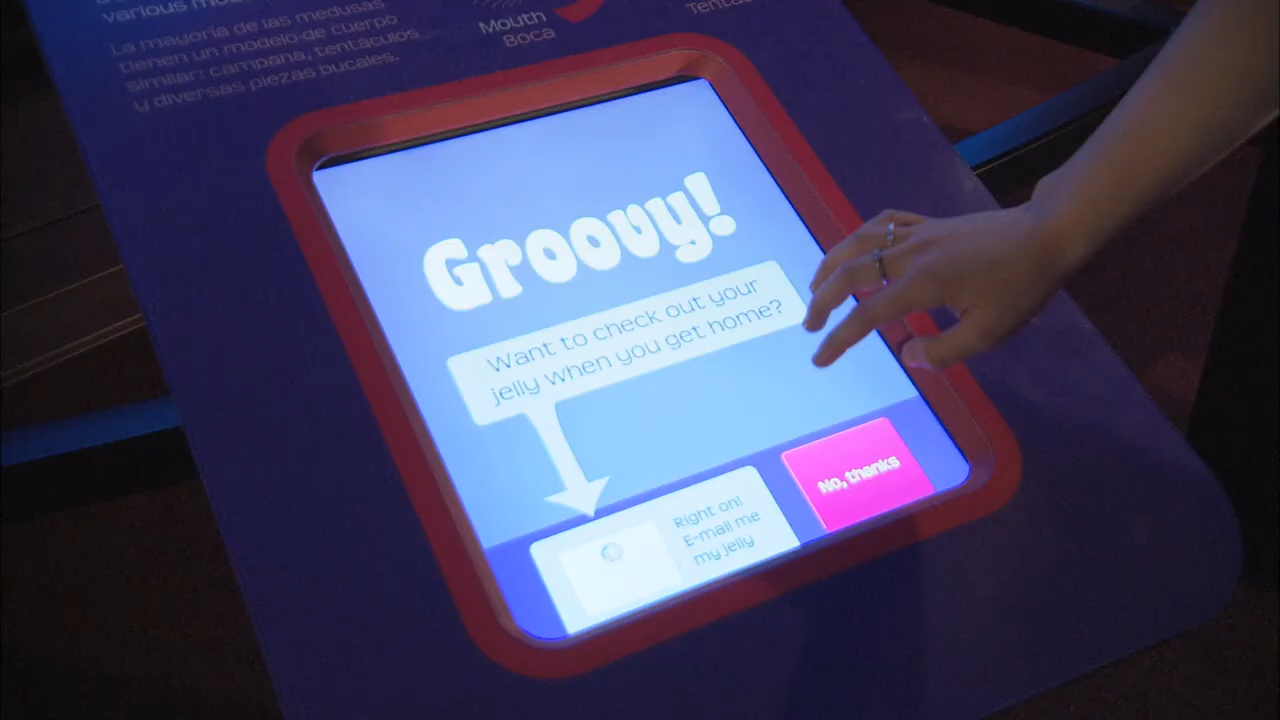 various
La mayoría de las medusas
tienen un modelo de cuerpo
similar: campana, tentáculos
y diversas piezas bucales.
Mouth
Boca
Groovy!
Want to check out your
jelly when you get home?
Right on!
E-mail me
my jelly
No, thanks